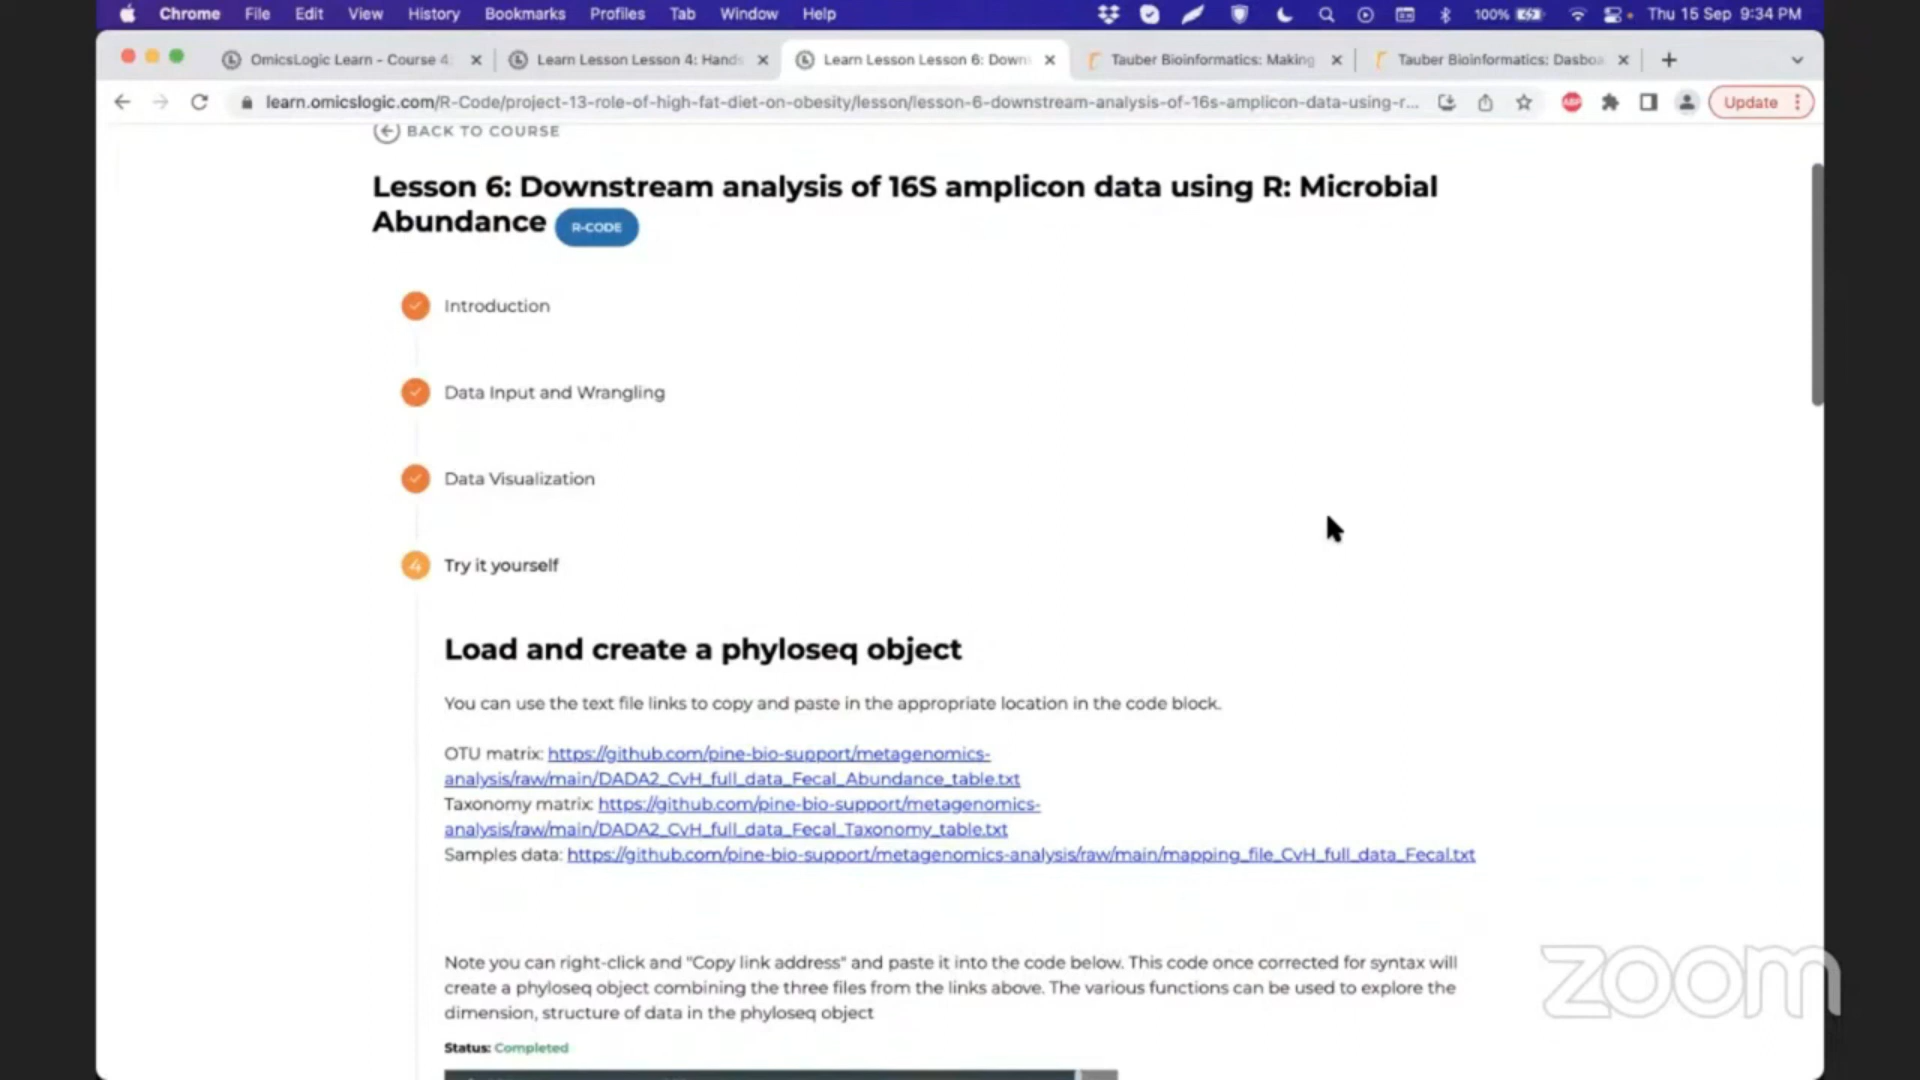 Chrome File Edit View History Bookmarks Profiles Tab Window Help 100% Thu 15 Sep 9:34 PM
OmicsLogic Learn - Course 4 Learn Lesson Lesson 4: Hands Learn Lesson Lesson 6: Down Tauber Bioinformatics: Making Tauber Bioinformatics: Dasboa
learn.omicslogic.com/R-Code/project-13-role-of-high-fat-diet-on-obesity/lesson/lesson-6-downstream-analysis-of-16s-amplicon-data-using-r... ABP Update
BACK TO COURSE
Lesson 6: Downstream analysis of 16S amplicon data using R: Microbial
Abundance R-CODE
Introduction
Data Input and Wrangling
Data Visualization
4 Try it yourself
Load and create a phyloseq object
You can use the text file links to copy and paste in the appropriate location in the code block.
OTU matrix: https://github.com/pine-bio-support/metagenomics-
analysis/raw/main/DADA2_CvH_full_data_Fecal_Abundance_table.txt
Taxonomy matrix: https://github.com/pine-bio-support/metagenomics-
analysis/raw/main/DADA2_CvH_full_data_Fecal_Taxonomy_table.txt
Samples data: https://github.com/pine-bio-support/metagenomics-analysis/raw/main/mapping_file_CvH_full_data_Fecal.txt
Note you can right-click and "Copy link address" and paste it into the code below. This code once corrected for syntax will
create a phyloseq object combining the three files from the links above. The various functions can be used to explore the
dimension, structure of data in the phyloseq object
Status: Completed
zoom